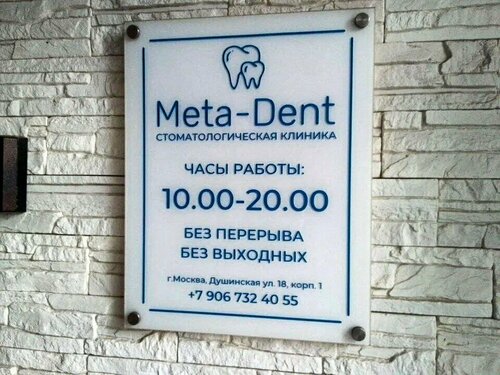 Meta-Dent
СТОМАТОЛОГИЧЕСКАЯ КЛИНИКА
ЧАСЫ РАБОТЫ:
10.00-20.00
БЕЗ ПЕРЕРЫВА
БЕЗ ВЫХОДНЫХ
г.Москва, Душинская ул. 18, корп. 1
+7 906 732 40 55